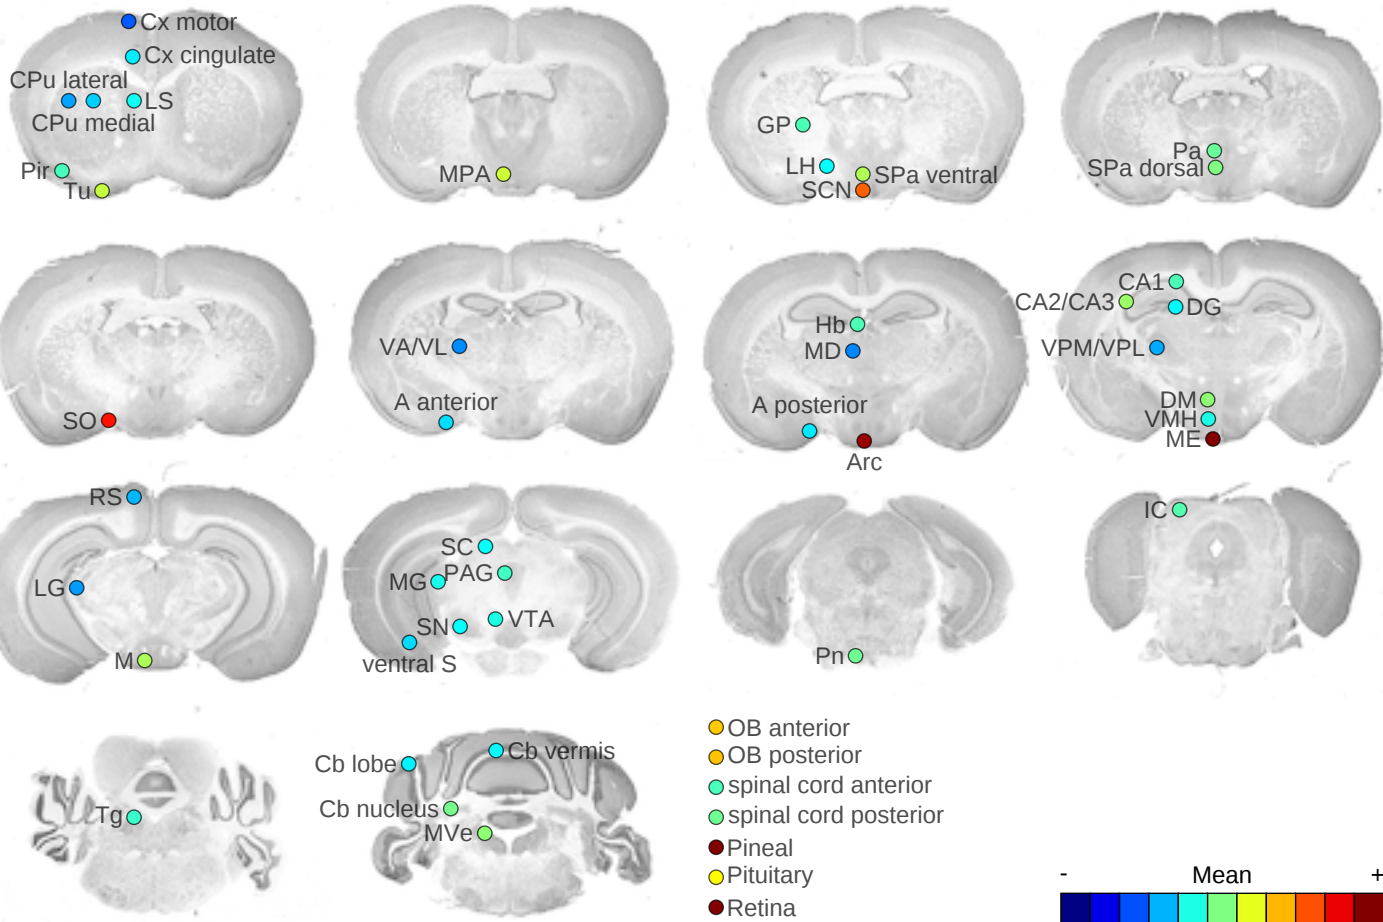 Cx motor
Cx cingulate
CPu lateral
LS
CPu medial
Pir
Tu
MPA
GP
LH
SPa ventral
SCN
Pa
SPa dorsal
SO
VA/VL
A anterior
Hb
MD
A posterior
Arc
CA1
CA2/CA3
DG
VPM/VPL
DM
VMH
ME
RS
LG
M
SC
MG
PAG
SN
VTA
ventral S
Pn
IC
Tg
Cb lobe
Cb vermis
Cb nucleus
MVe
OB anterior
OB posterior
spinal cord anterior
spinal cord posterior
Pineal
Pituitary
Retina
- Mean +